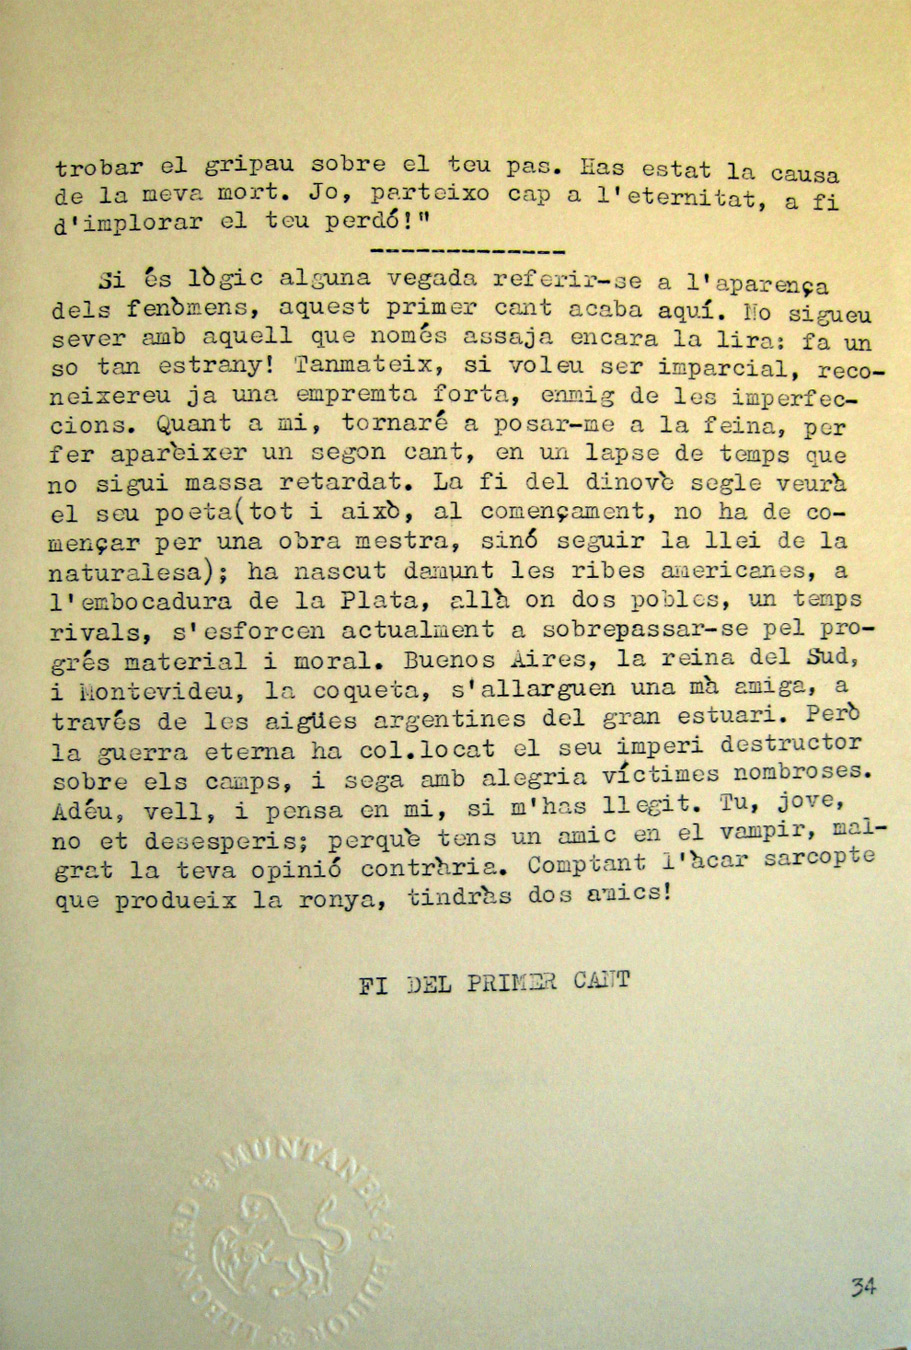 trobar el gripau sobre el teu pas. Has estat la causa
de la meva mort. Jo, parteixo cap a l'eternitat, a fi
d'implorar el teu perdó!"
Si és lògic alguna vegada referir-se a l'aparença
dels fenòmens, aquest primer cant acaba aquí. No sigueu
sever amb aquell que només assaja encara la lira: fa un
so tan estrany! Tanmateix, si voleu ser imparcial, reco-
neixereu ja una empremta forta, enmig de les imperfec-
cions. Quant a mi, tornaré a posar-me a la feina, per
fer aparèixer un segon cant, en un lapse de temps que
no sigui massa retardat. La fi del dinovè segle veurà
el seu poeta(tot i això, al començament, no ha de co-
mençar per una obra mestra, sinó seguir la llei de la
naturalesa); ha nascut damunt les ribes americanes, a
l'embocadura de la Plata, allà on dos pobles, un temps
rivals, s'esforcen actualment a sobrepassar-se pel pro-
grés material i moral. Buenos Aires, la reina del Sud,
i Montevideu, la coqueta, s'allarguen una mà amiga, a
través de les aigües argentines del gran estuari. Però
la guerra eterna ha col.locat el seu imperi destructor
sobre els camps, i sega amb alegria víctimes nombroses.
Adéu, vell, i pensa en mi, si m'has llegit. Tu, jove,
no et desesperis; perquè tens un amic en el vampir, mal-
grat la teva opinió contrària. Comptant l'àcar sarcopte
que produeix la ronya, tindràs dos amics!
FI DEL PRIMER CANT
LLEONARD MUNTANER EDITOR
34